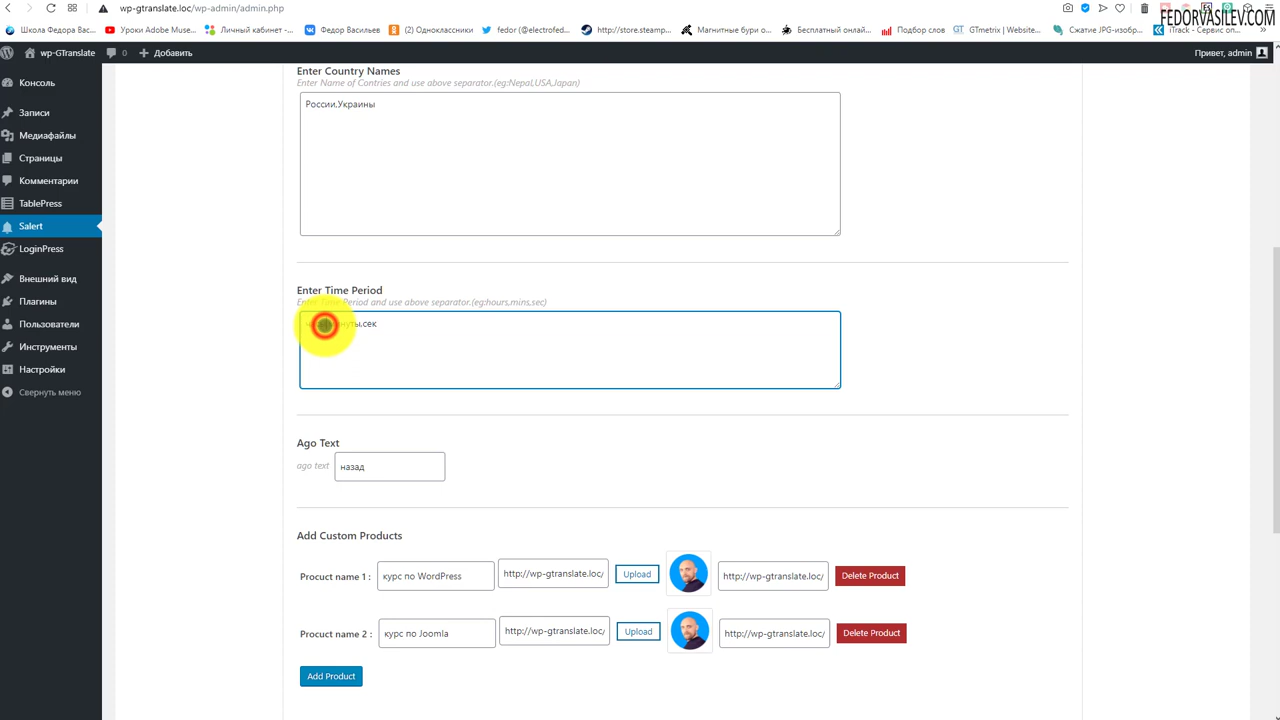 wp-gtranslate.loc/wp-admin/admin.php
FEDORVASILEV.COM
Школа Федора Вас...
Уроки Adobe Muse...
Личный кабинет -...
Федор Васильев
(2) Одноклассники
fedor (@electrofed...
http://store.steamp...
Магнитные бури о...
Бесплатный онлай...
Подбор слов
GTmetrix | Website...
Сжатие JPG-изобр...
iTrack - Сервис оп...
wp-GTranslate
0
Добавить
Привет, admin
Консоль
Записи
Медиафайлы
Страницы
Комментарии
TablePress
Salert
LoginPress
Внешний вид
Плагины
Пользователи
Инструменты
Настройки
Свернуть меню
Enter Country Names
Enter Name of Contries and use above separator.(eg:Nepal,USA,Japan)
России,Украины
Enter Time Period
Enter Time Period and use above separator.(eg:hours,mins,sec)
Ago Text
ago text
назад
Add Custom Products
Procuct name 1 :
курс по WordPress
http://wp-gtranslate.loc/
Upload
http://wp-gtranslate.loc/
Delete Product
Procuct name 2 :
курс по Joomla
http://wp-gtranslate.loc/
Upload
http://wp-gtranslate.loc/
Delete Product
Add Product